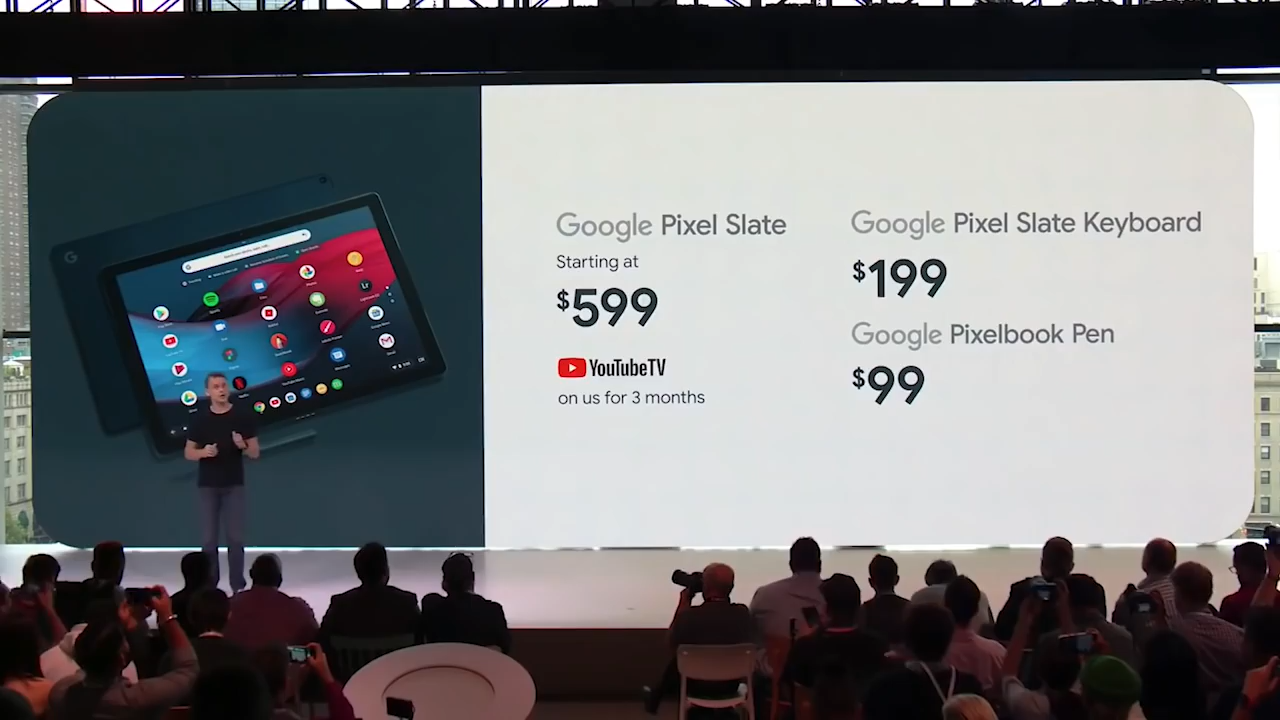 Google Pixel Slate
Starting at
$599
YouTubeTV
on us for 3 months
Google Pixel Slate Keyboard
$199
Google Pixelbook Pen
$99
G